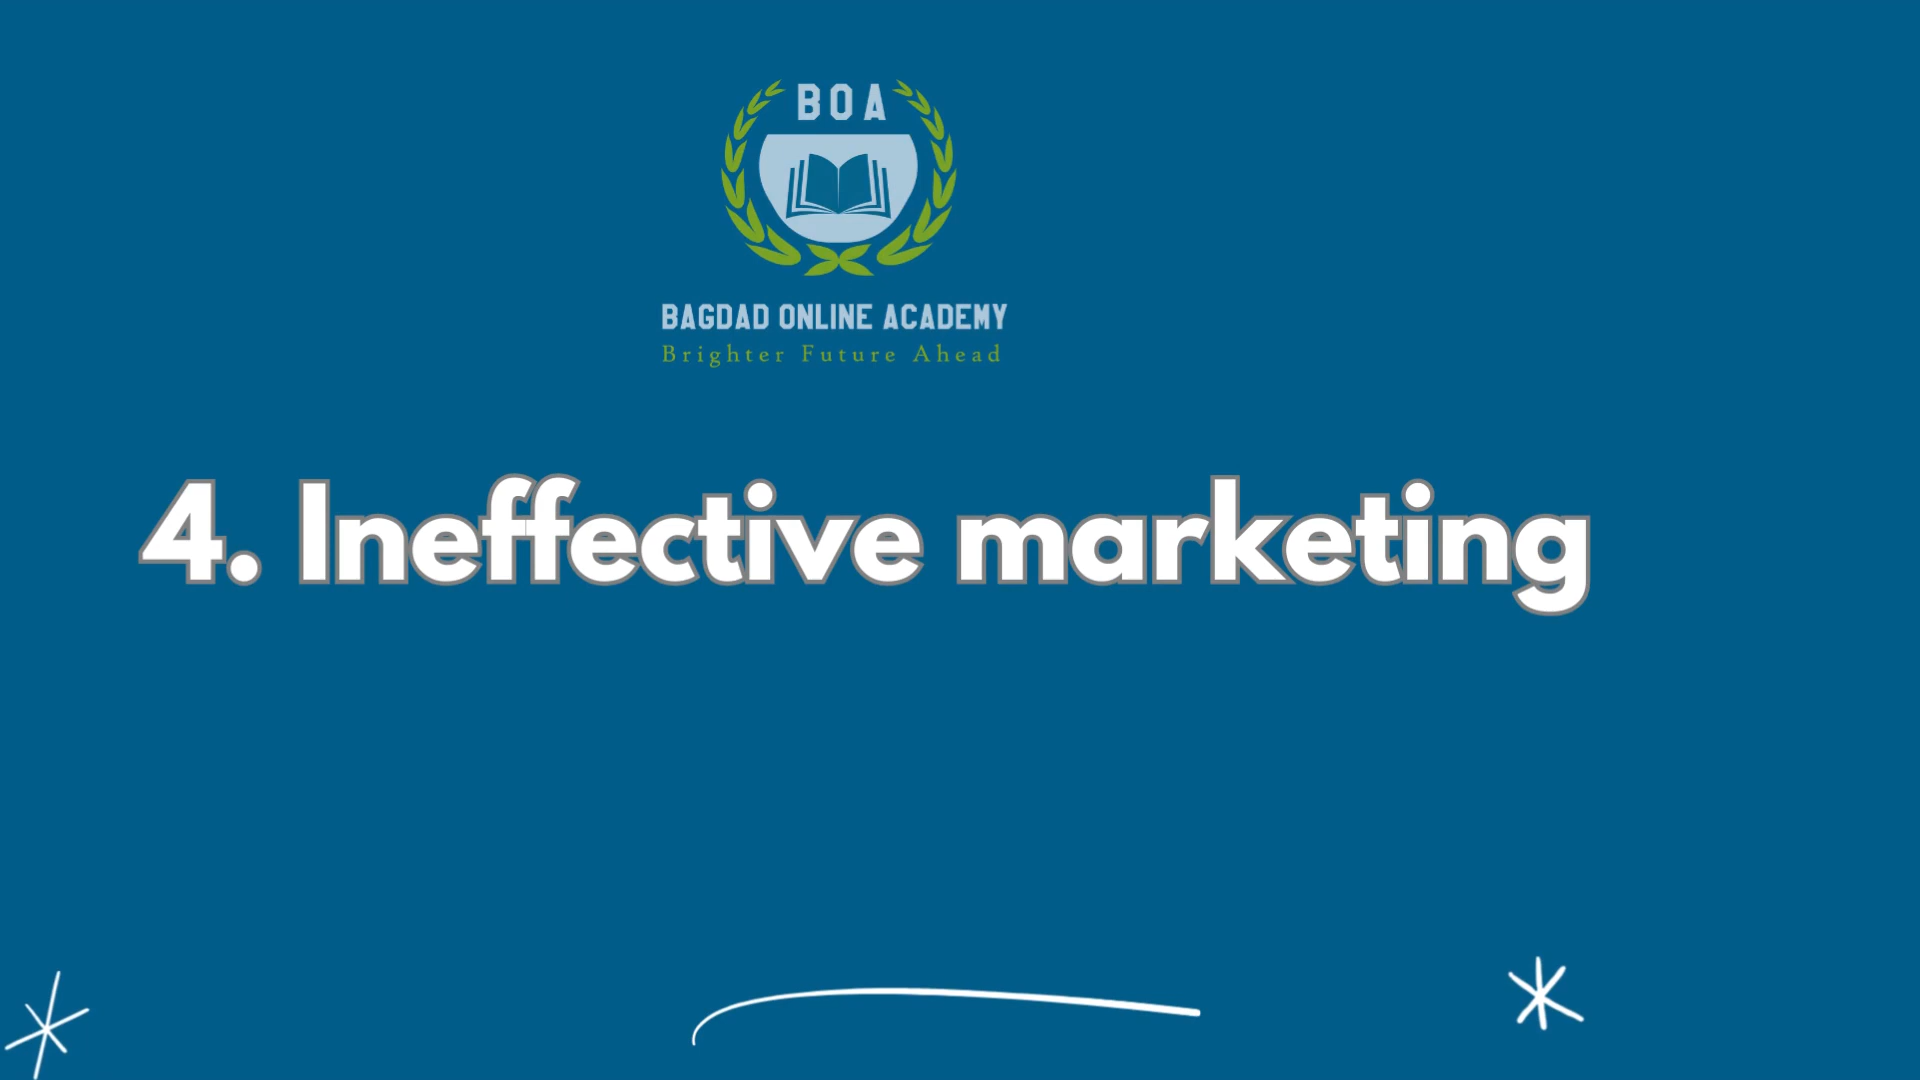 BOA
BAGDAD ONLINE ACADEMY
Brighter Future Ahead
4. Ineffective marketing